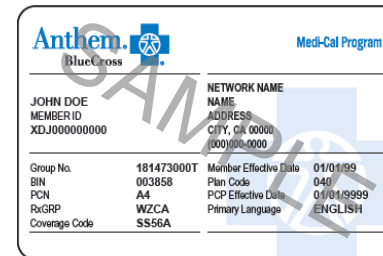 Anthem.
BlueCross
Medi-Cal Program
JOHN DOE
MEMBER ID
XDJ000000000
NETWORK NAME
NAME
ADDRESS
CITY, CA 00000
(000)000-0000
Group No. 181473000T
BIN 003858
PCN A4
RxGRP WZCA
Coverage Code SS56A
Member Effective Date 01/01/99
Plan Code 040
PCP Effective Date 01/01/9999
Primary Language ENGLISH
SAMPLE